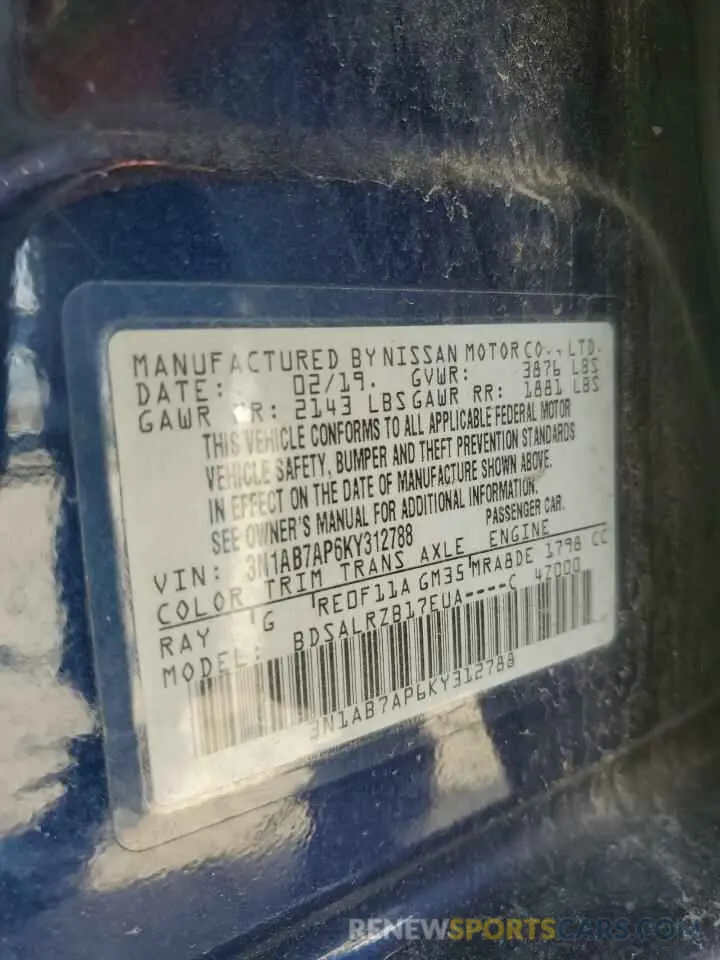 MANUFACTURED BY NISSAN MOTOR CO., LTD.
DATE: 02/19. GVWR: 3876 LBS
GAWR FR: 2143 LBS GAWR RR: 1881 LBS
THIS VEHICLE CONFORMS TO ALL APPLICABLE FEDERAL MOTOR
VEHICLE SAFETY, BUMPER AND THEFT PREVENTION STANDARDS
IN EFFECT ON THE DATE OF MANUFACTURE SHOWN ABOVE.
SEE OWNER'S MANUAL FOR ADDITIONAL INFORMATION.
VIN: 3N1AB7AP6KY312788 PASSENGER CAR.
COLOR TRIM TRANS AXLE ENGINE
RAY G RE0F11A GM35 MRA8DE 1798 CC
MODEL: BDSALRZB17EUA----C 47000
3N1AB7AP6KY312788
RENEWSPORTSCARS.COM